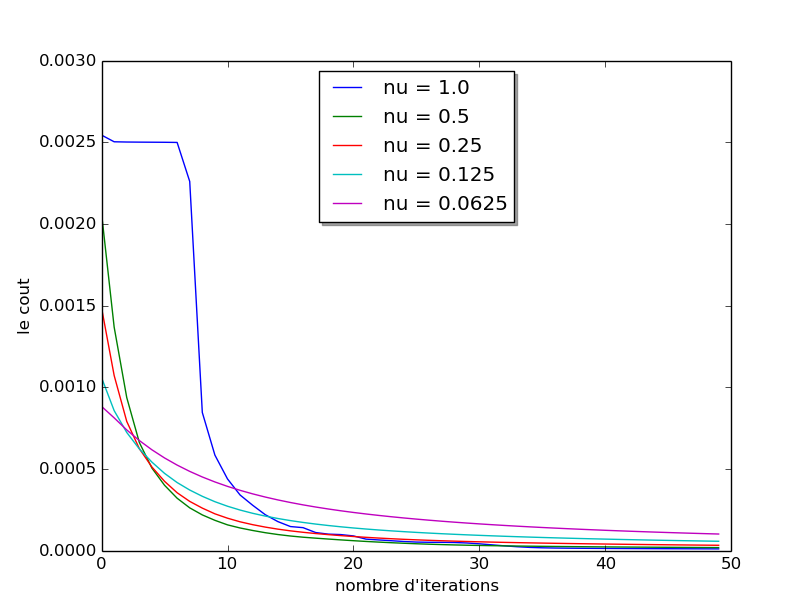 0.0030
0.0025
0.0020
0.0015
0.0010
0.0005
0.0000
le cout
nu = 1.0
nu = 0.5
nu = 0.25
nu = 0.125
nu = 0.0625
0 10 20 30 40 50
nombre d'iterations